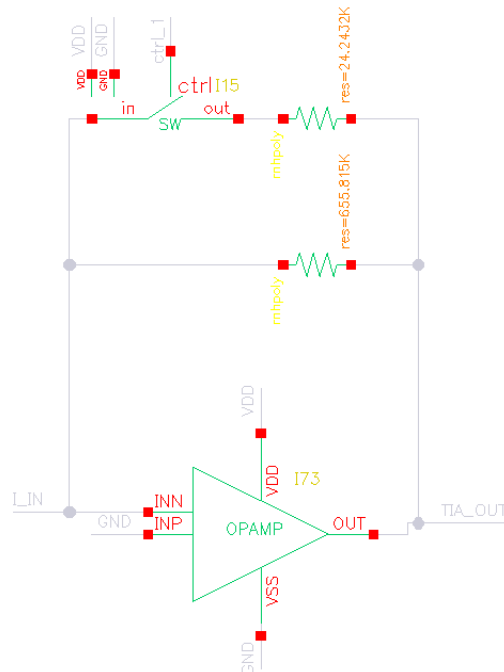 VDD
GND
ctrl_1
VDD
GND
ctrl
I15
in
out
SW
res=24.2432K
rnhpoly
res=655.815K
rnhpoly
VDD
VDD
I73
I_IN
INN
GND
INP
OPAMP
OUT
TIA_OUT
VSS
GND